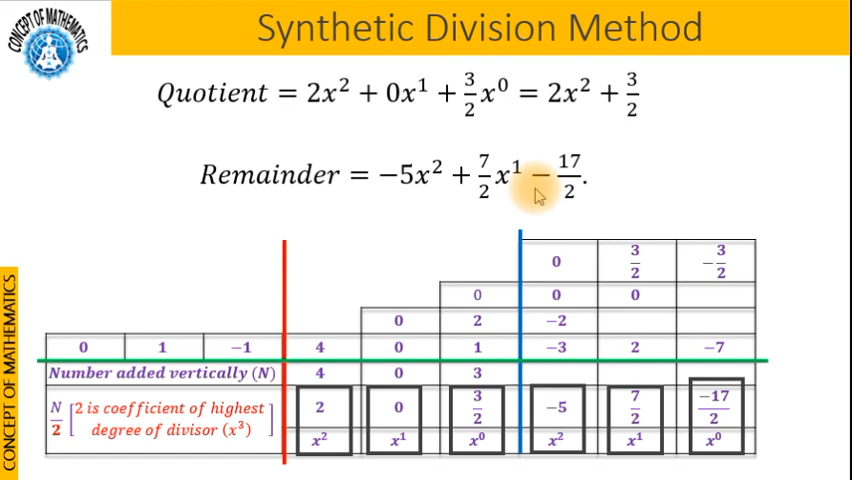 CONCEPT OF MATHEMATICS
Synthetic Division Method
Quotient = 2x² + 0x¹ + 3/2 x⁰ = 2x² + 3/2
Remainder = −5x² + 7/2 x¹ − 17/2.
0 3/2 −3/2
0 0 0
0 2 −2
0 1 −1 4 0 1 −3 2 −7
Number added vertically (N) 4 0 3
N/2 [2 is coefficient of highest degree of divisor (x³)] 2 0 3/2 −5 7/2 −17/2
x² x¹ x⁰ x² x¹ x⁰
CONCEPT OF MATHEMATICS